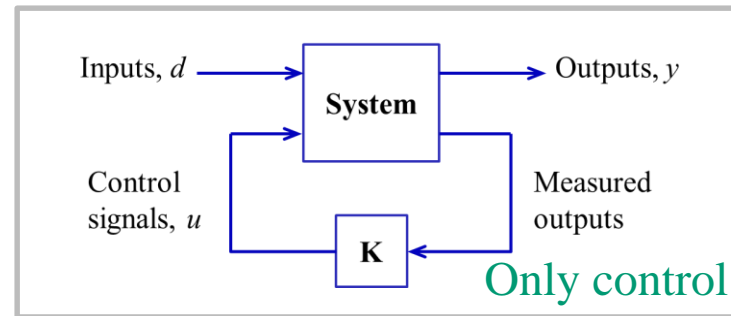 Inputs, d
Outputs, y
System
Control
signals, u
Measured
outputs
K
Only control